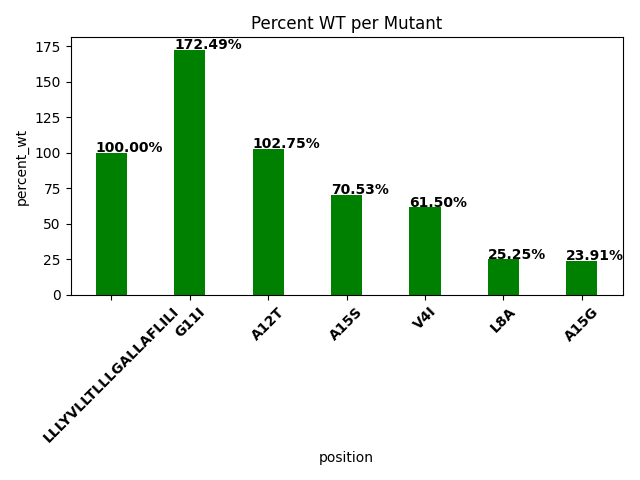 Percent WT per Mutant
percent_wt
175
150
125
100
75
50
25
0
100.00%
172.49%
102.75%
70.53%
61.50%
25.25%
23.91%
LLLYVLLTLLLGALLAFLILI
G11I
A12T
A15S
V4I
L8A
A15G
position